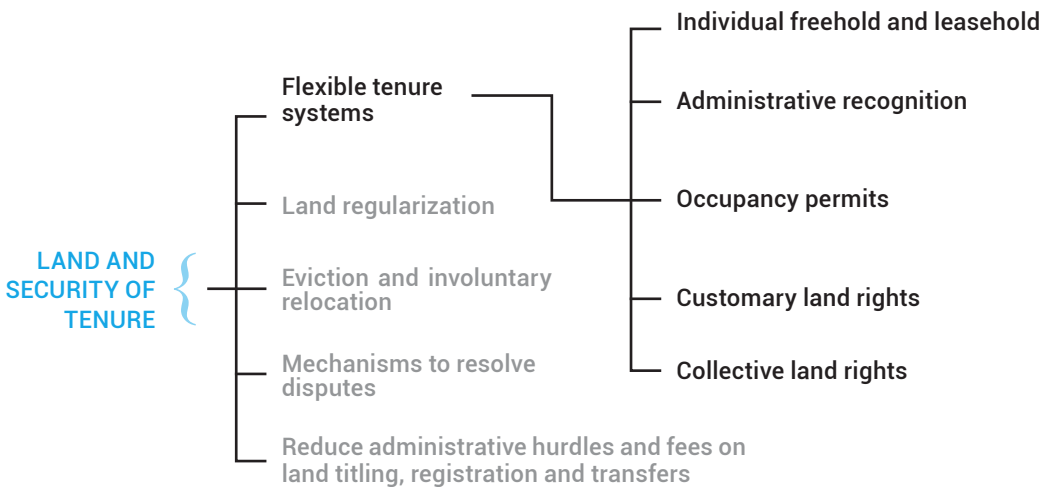 LAND AND
SECURITY OF
TENURE
Flexible tenure
systems
Land regularization
Eviction and involuntary
relocation
Mechanisms to resolve
disputes
Reduce administrative hurdles and fees on
land titling, registration and transfers
Individual freehold and leasehold
Administrative recognition
Occupancy permits
Customary land rights
Collective land rights